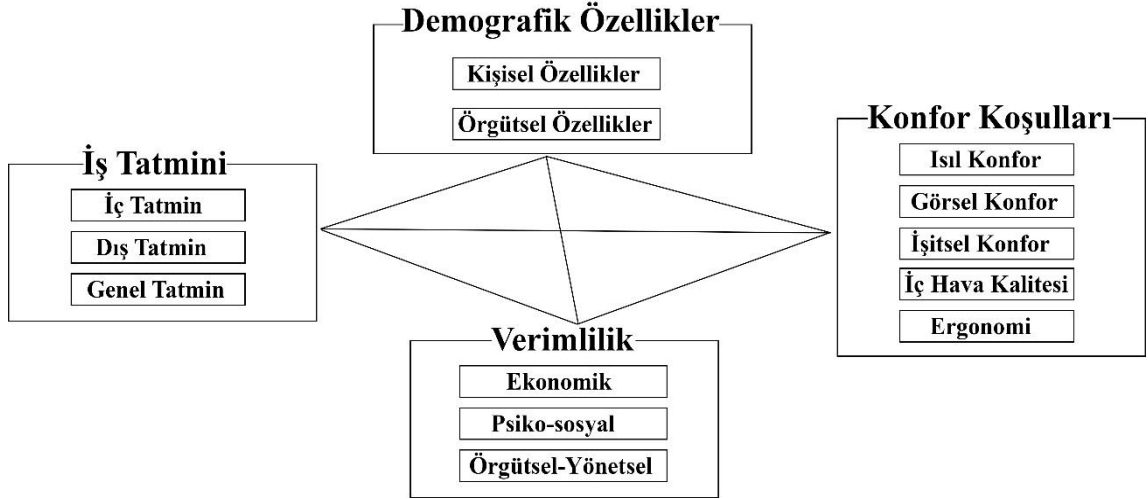 Demografik Özellikler
Kişisel Özellikler
Örgütsel Özellikler
İş Tatmini
İç Tatmin
Dış Tatmin
Genel Tatmin
Konfor Koşulları
Isıl Konfor
Görsel Konfor
İşitsel Konfor
İç Hava Kalitesi
Ergonomi
Verimlilik
Ekonomik
Psiko-sosyal
Örgütsel-Yönetsel